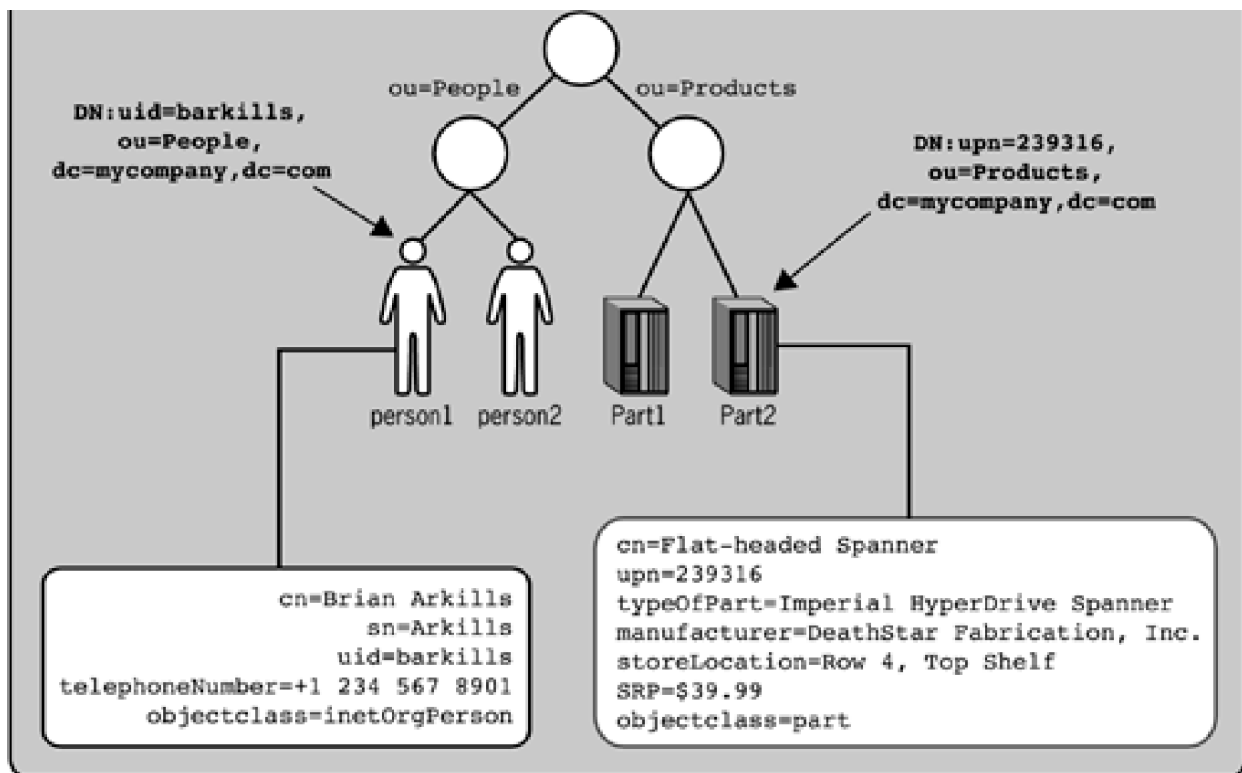 ou=People
ou=Products
DN:uid=barkills,
ou=People,
dc=mycompany,dc=com
DN:upn=239316,
ou=Products,
dc=mycompany,dc=com
person1
person2
Part1
Part2
cn=Brian Arkills
sn=Arkills
uid=barkills
telephoneNumber=+1 234 567 8901
objectclass=inetOrgPerson
cn=Flat-headed Spanner
upn=239316
typeOfPart=Imperial HyperDrive Spanner
manufacturer=DeathStar Fabrication, Inc.
storeLocation=Row 4, Top Shelf
SRP=$39.99
objectclass=part